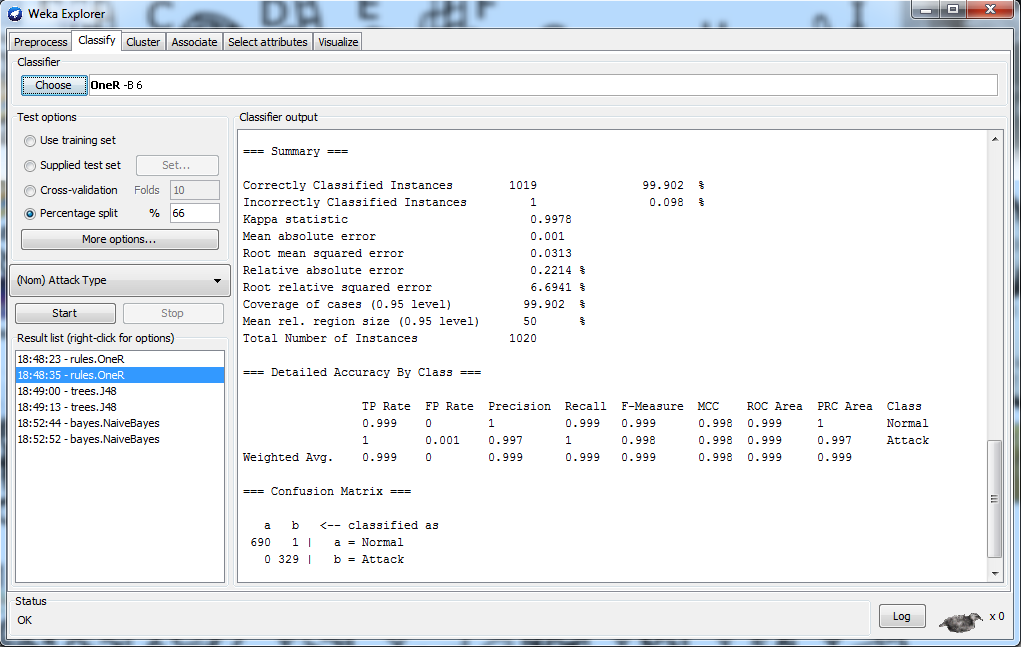 Weka Explorer
Preprocess Classify Cluster Associate Select attributes Visualize
Classifier
Choose OneR -B 6
Test options
Use training set
Supplied test set Set...
Cross-validation Folds 10
Percentage split % 66
More options...
(Nom) Attack Type
Start Stop
Result list (right-click for options)
18:48:23 - rules.OneR
18:48:35 - rules.OneR
18:49:00 - trees.J48
18:49:13 - trees.J48
18:52:44 - bayes.NaiveBayes
18:52:52 - bayes.NaiveBayes
Classifier output
=== Summary ===
Correctly Classified Instances 1019 99.902 %
Incorrectly Classified Instances 1 0.098 %
Kappa statistic 0.9978
Mean absolute error 0.001
Root mean squared error 0.0313
Relative absolute error 0.2214 %
Root relative squared error 6.6941 %
Coverage of cases (0.95 level) 99.902 %
Mean rel. region size (0.95 level) 50 %
Total Number of Instances 1020
=== Detailed Accuracy By Class ===
TP Rate FP Rate Precision Recall F-Measure MCC ROC Area PRC Area Class
0.999 0 1 0.999 0.999 0.998 0.999 1 Normal
1 0.001 0.997 1 0.998 0.998 0.999 0.997 Attack
Weighted Avg. 0.999 0 0.999 0.999 0.999 0.998 0.999 0.999
=== Confusion Matrix ===
a b <-- classified as
690 1 | a = Normal
0 329 | b = Attack
Status
OK
Log x 0